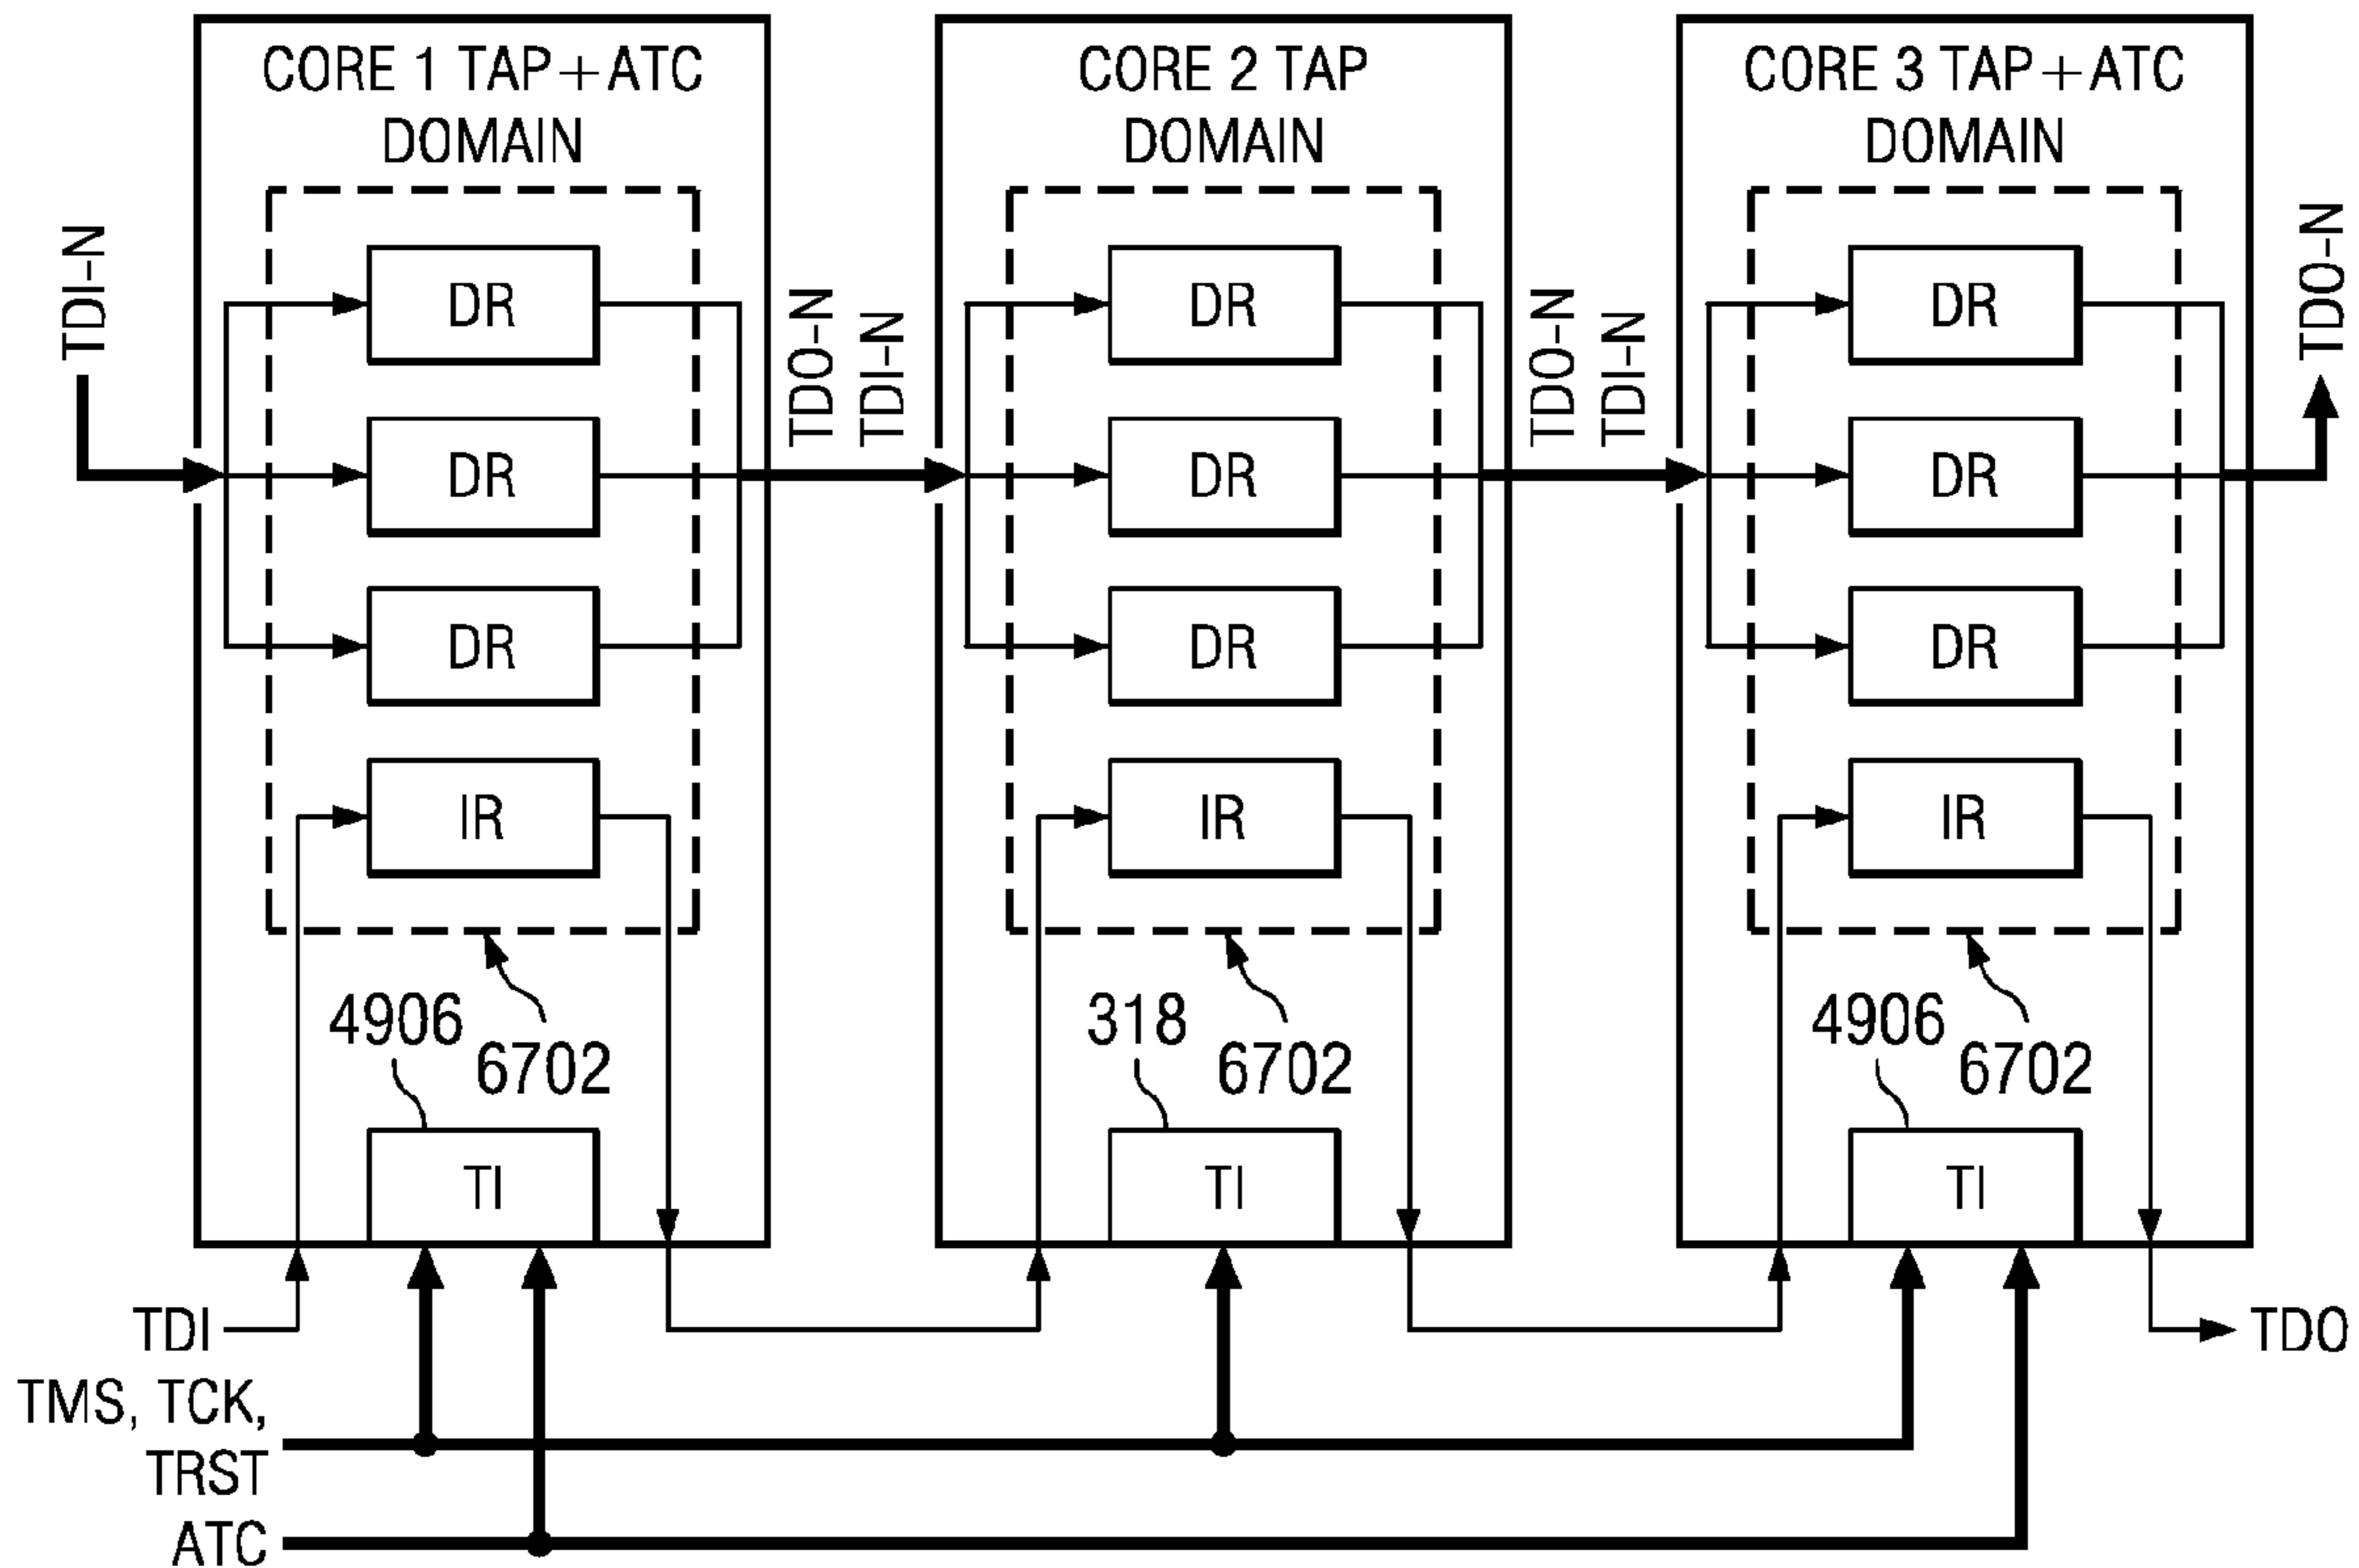 CORE 1 TAP+ATC
DOMAIN
CORE 2 TAP
DOMAIN
CORE 3 TAP+ATC
DOMAIN
TDI-N
DR
DR
DR
IR
TDO-N
TDI-N
DR
DR
DR
IR
TDO-N
TDI-N
DR
DR
DR
IR
TDO-N
4906
6702
TI
318
6702
TI
4906
6702
TI
TDI
TDO
TMS, TCK,
TRST
ATC